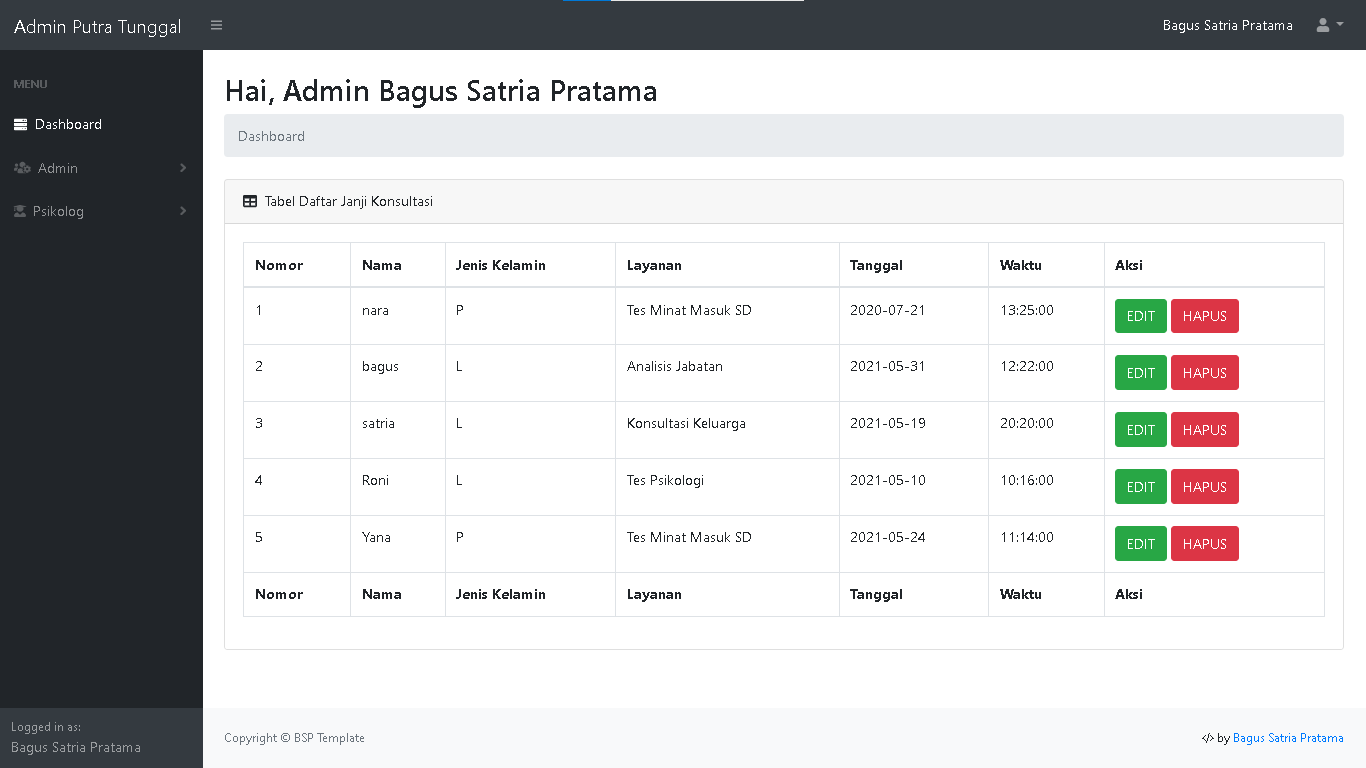 Admin Putra Tunggal
Bagus Satria Pratama
MENU
Dashboard
Admin
Psikolog
Hai, Admin Bagus Satria Pratama
Dashboard
Tabel Daftar Janji Konsultasi
Nomor Nama Jenis Kelamin Layanan Tanggal Waktu Aksi
1 nara P Tes Minat Masuk SD 2020-07-21 13:25:00 EDIT HAPUS
2 bagus L Analisis Jabatan 2021-05-31 12:22:00 EDIT HAPUS
3 satria L Konsultasi Keluarga 2021-05-19 20:20:00 EDIT HAPUS
4 Roni L Tes Psikologi 2021-05-10 10:16:00 EDIT HAPUS
5 Yana P Tes Minat Masuk SD 2021-05-24 11:14:00 EDIT HAPUS
Nomor Nama Jenis Kelamin Layanan Tanggal Waktu Aksi
Logged in as:
Bagus Satria Pratama
Copyright © BSP Template
</> by Bagus Satria Pratama